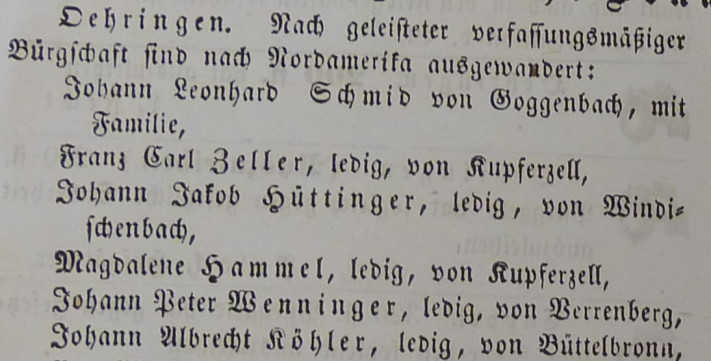 Oehringen. Nach geleisteter verfassungsmäßiger
Bürgschaft sind nach Nordamerika ausgewandert:
Johann Leonhard Schmid von Goggenbach, mit
Familie,
Franz Carl Zeller, ledig, von Kupferzell,
Johann Jakob Hüttinger, ledig, von Windi-
schenbach,
Magdalene Hammel, ledig, von Kupferzell,
Johann Peter Wenninger, ledig, von Verrenberg,
Johann Albrecht Köhler, ledig, von Büttelbronn,